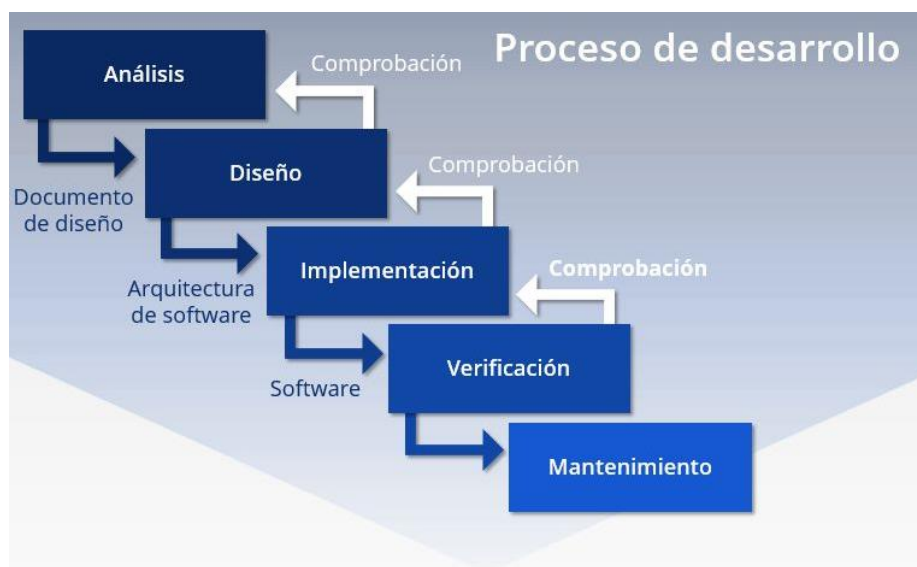 Proceso de desarrollo
Análisis
Comprobación
Documento
de diseño
Diseño
Comprobación
Arquitectura
de software
Implementación
Comprobación
Software
Verificación
Mantenimiento